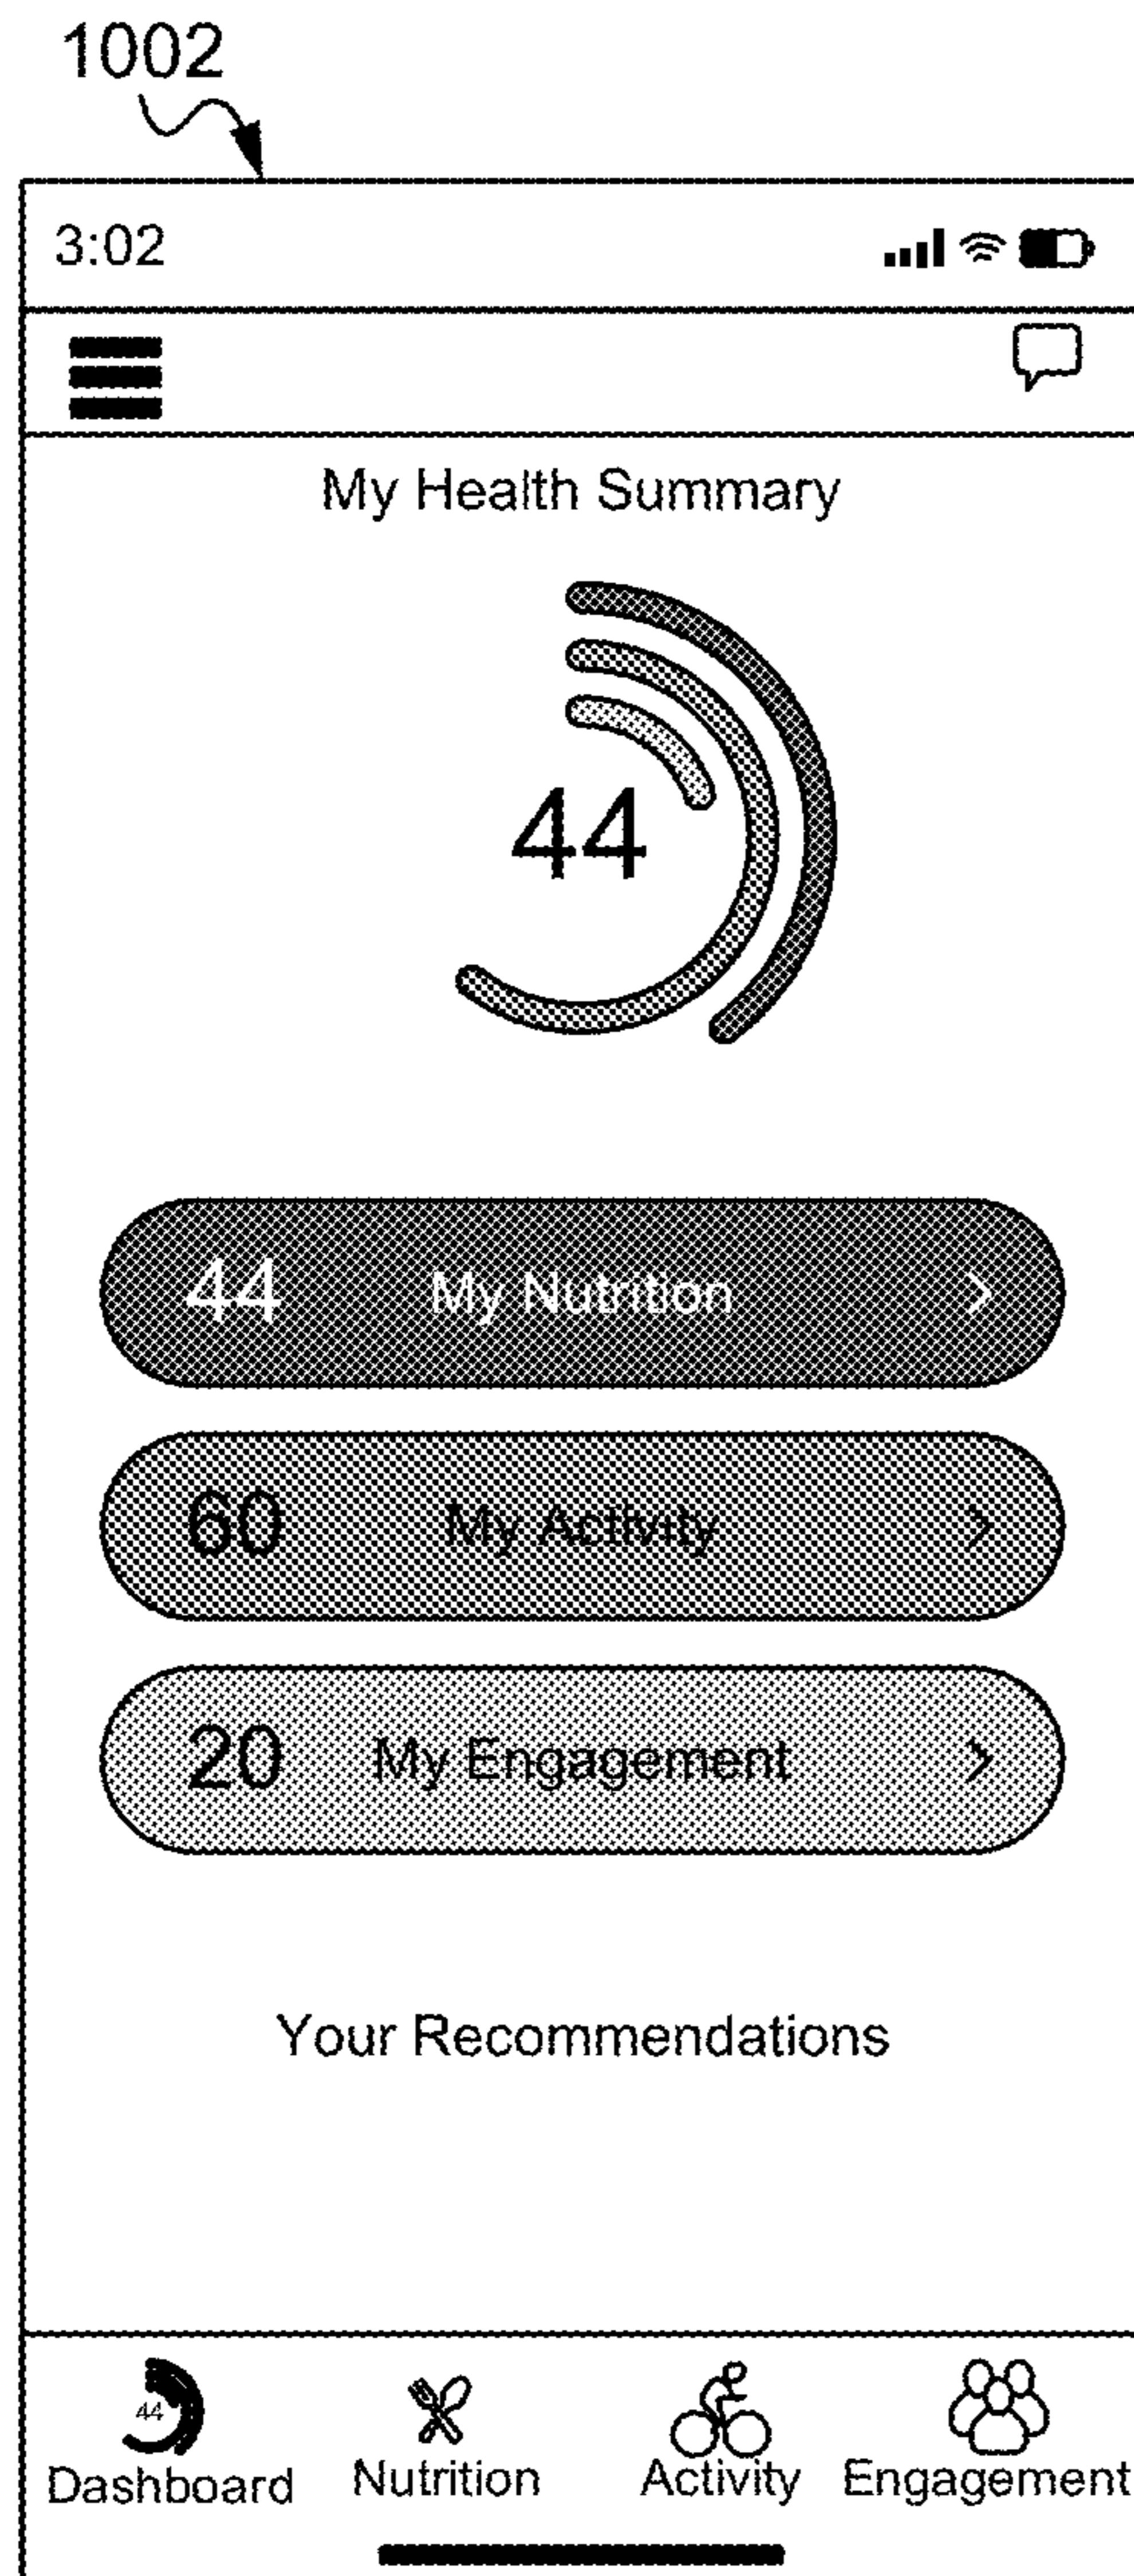 1002
3:02
My Health Summary
44
44 My Nutrition
60 My Activity
20 My Engagement
Your Recommendations
44
Dashboard Nutrition Activity Engagement